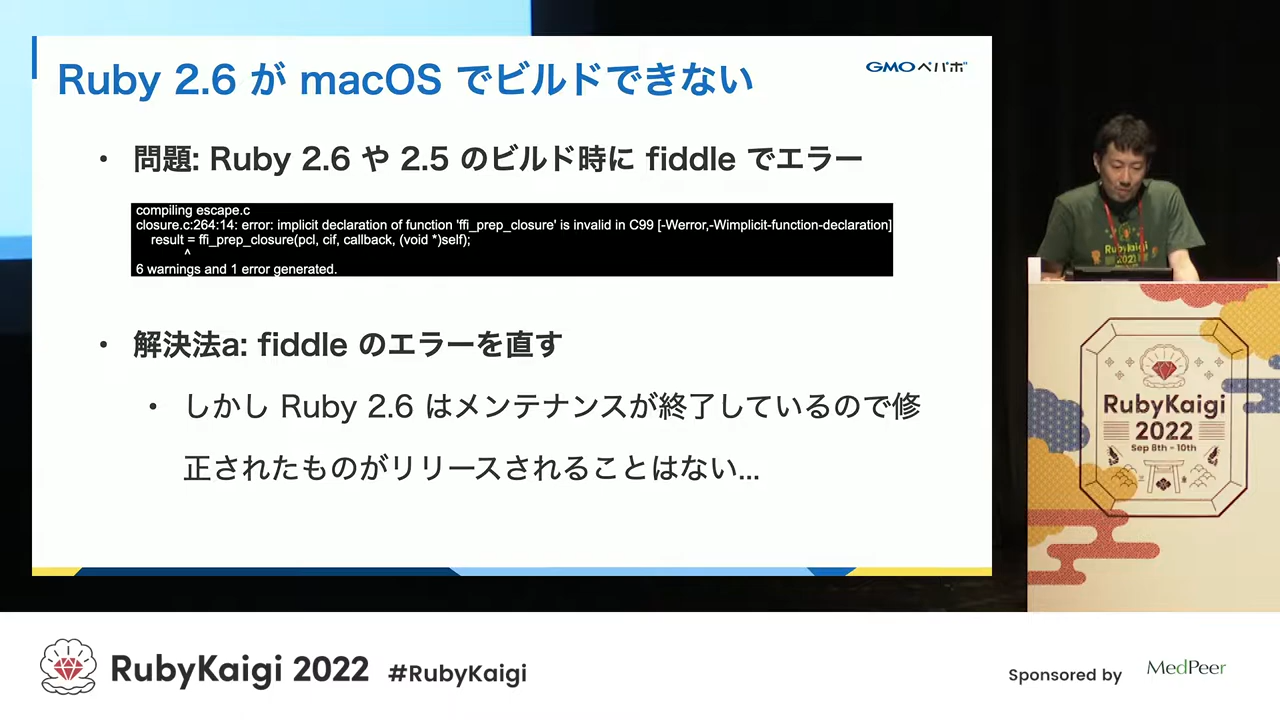 Ruby 2.6 が macOS でビルドできない
GMOペパボ
・ 問題: Ruby 2.6 や 2.5 のビルド時に fiddle でエラー
compiling escape.c
closure.c:264:14: error: implicit declaration of function 'ffi_prep_closure' is invalid in C99 [-Werror,-Wimplicit-function-declaration]
result = ffi_prep_closure(pcl, cif, callback, (void *)self);
^
6 warnings and 1 error generated.
・ 解決法a: fiddle のエラーを直す
・ しかし Ruby 2.6 はメンテナンスが終了しているので修
正されたものがリリースされることはない...
RubyKaigi
2022
RubyKaigi
2022
Sep 8th - 10th
RubyKaigi 2022 #RubyKaigi
Sponsored by MedPeer